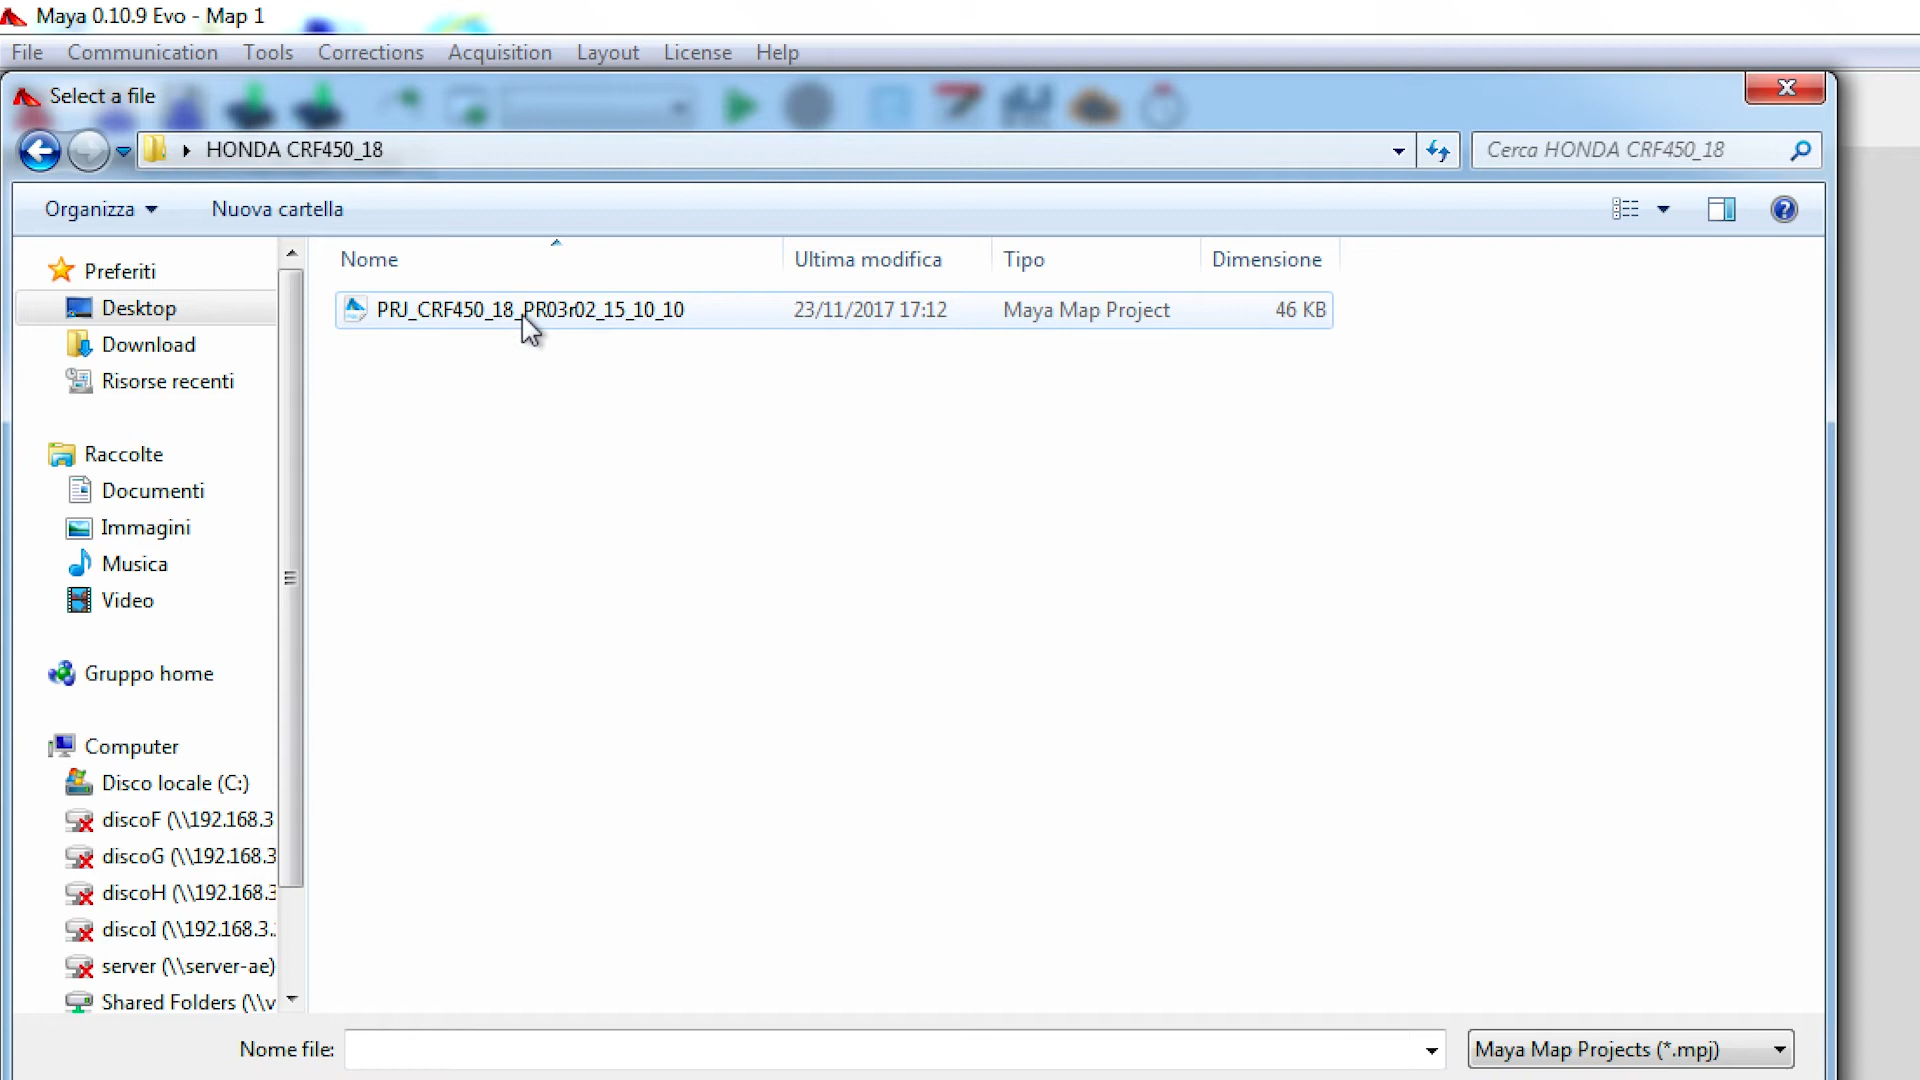 Maya 0.10.9 Evo - Map 1
File Communication Tools Corrections Acquisition Layout License Help
Select a file
HONDA CRF450_18
Cerca HONDA CRF450_18
Organizza Nuova cartella
Nome Ultima modifica Tipo Dimensione
PRJ_CRF450_18_PR03r02_15_10_10 23/11/2017 17:12 Maya Map Project 46 KB
Preferiti
Desktop
Download
Risorse recenti
Raccolte
Documenti
Immagini
Musica
Video
Gruppo home
Computer
Disco locale (C:)
discoF (\\192.168.3
discoG (\\192.168.3
discoH (\\192.168.3
discoI (\\192.168.3.
server (\\server-ae)
Shared Folders (\\v
Nome file: Maya Map Projects (*.mpj)